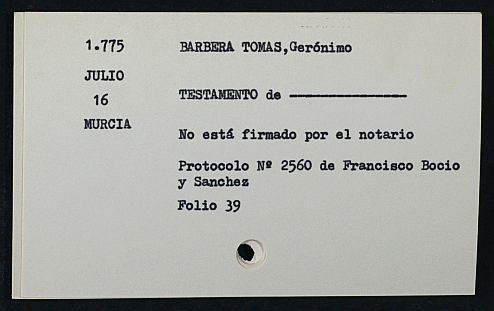 1.775 BARBERA TOMAS,Gerónimo
JULIO
16 TESTAMENTO de ----------------
MURCIA
No está firmado por el notario
Protocolo Nº 2560 de Francisco Bocio
y Sanchez
Folio 39